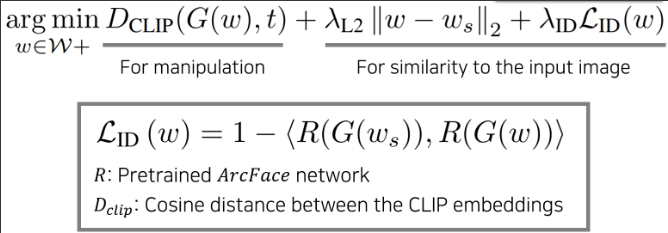 arg min D_CLIP(G(w), t) + λ_L2 ‖w − w_s‖_2 + λ_ID ℒ_ID(w)
w∈𝒲+
For manipulation For similarity to the input image
ℒ_ID (w) = 1 − ⟨R(G(w_s)), R(G(w))⟩
R: Pretrained ArcFace network
D_clip: Cosine distance between the CLIP embeddings